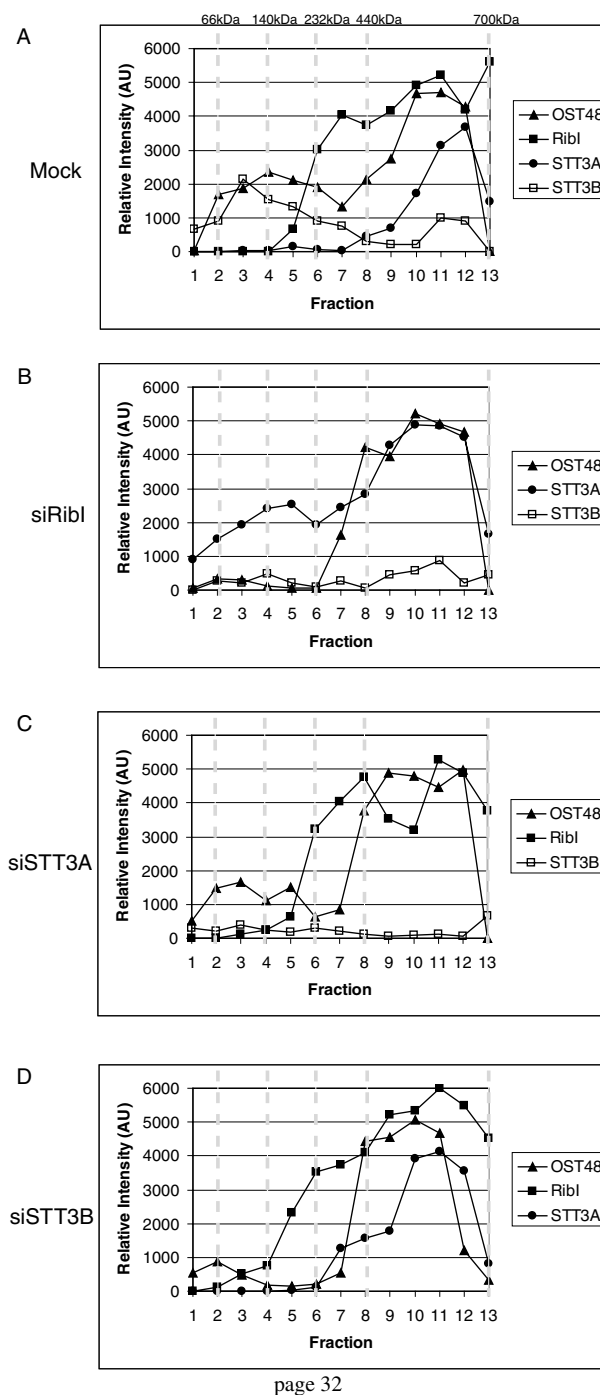 66kDa 140kDa 232kDa 440kDa 700kDa
A
Mock
Relative Intensity (AU)
6000
5000
4000
3000
2000
1000
0
1 2 3 4 5 6 7 8 9 10 11 12 13
Fraction
OST48
RibI
STT3A
STT3B
B
siRibI
Relative Intensity (AU)
6000
5000
4000
3000
2000
1000
0
1 2 3 4 5 6 7 8 9 10 11 12 13
Fraction
OST48
STT3A
STT3B
C
siSTT3A
Relative Intensity (AU)
6000
5000
4000
3000
2000
1000
0
1 2 3 4 5 6 7 8 9 10 11 12 13
Fraction
OST48
RibI
STT3B
D
siSTT3B
Relative Intensity (AU)
6000
5000
4000
3000
2000
1000
0
1 2 3 4 5 6 7 8 9 10 11 12 13
Fraction
OST48
RibI
STT3A
page 32